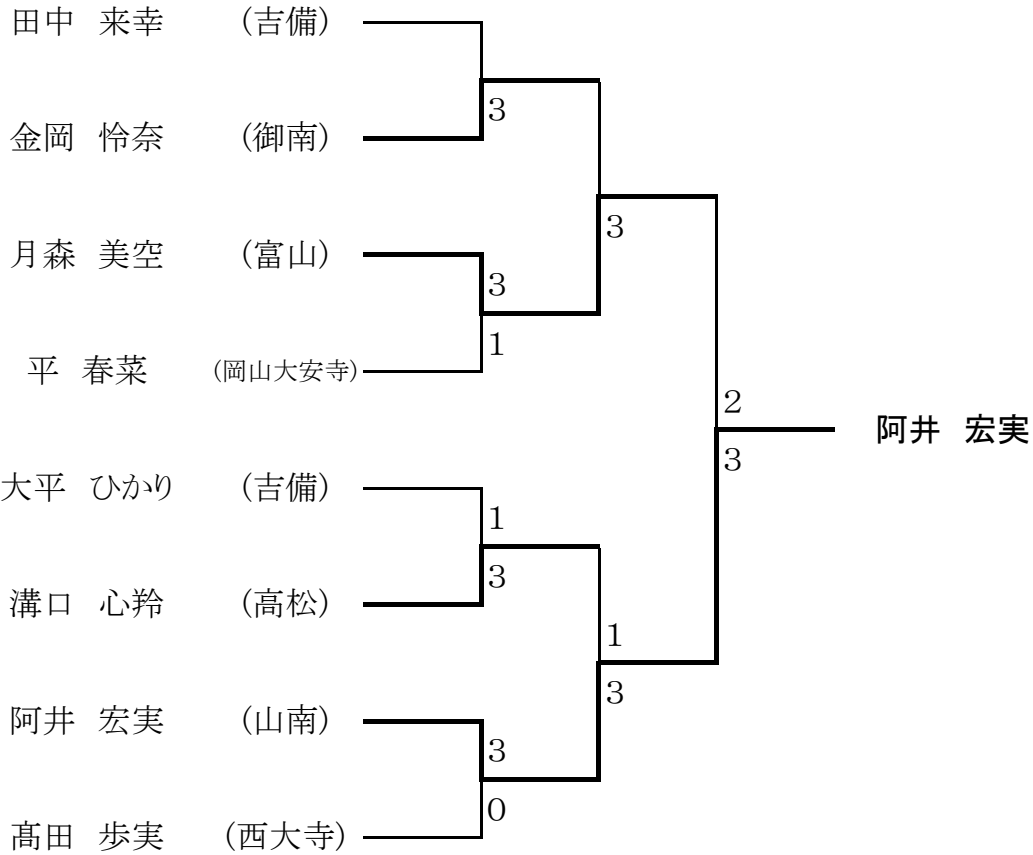 田中 来幸 (吉備)
3
金岡 怜奈 (御南)
3
月森 美空 (富山)
3
1
平 春菜 (岡山大安寺)
2
阿井 宏実
3
大平 ひかり (吉備)
1
3
溝口 心羚 (高松)
1
3
阿井 宏実 (山南)
3
0
髙田 歩実 (西大寺)